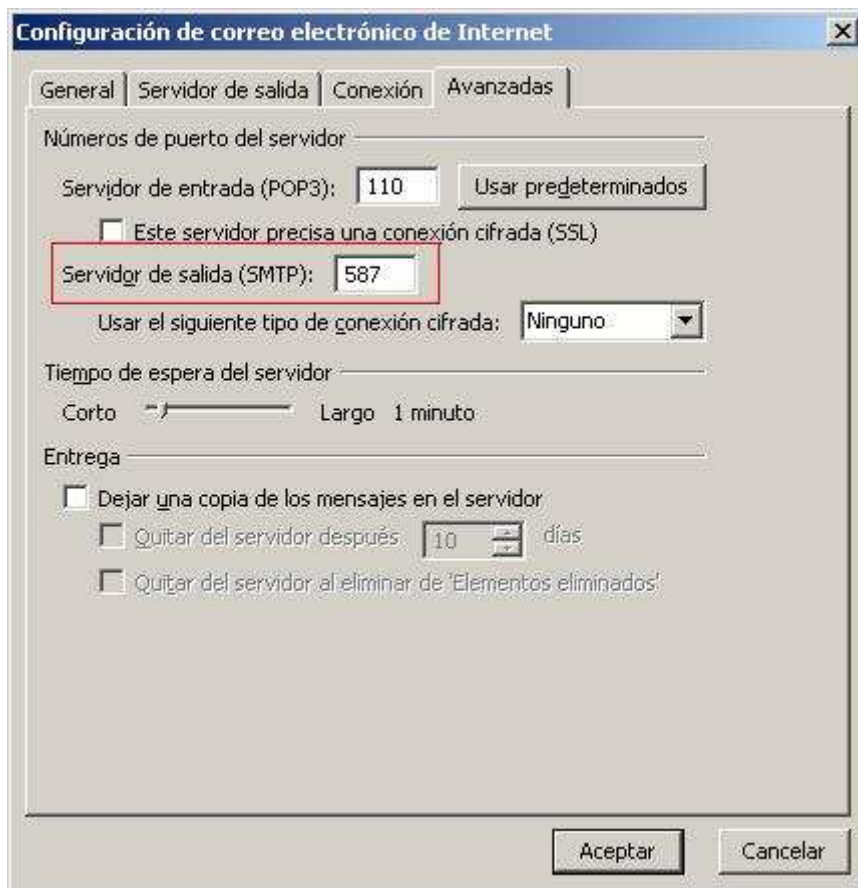 Configuración de correo electrónico de Internet
General Servidor de salida Conexión Avanzadas
Números de puerto del servidor
Servidor de entrada (POP3): 110 Usar predeterminados
Este servidor precisa una conexión cifrada (SSL)
Servidor de salida (SMTP): 587
Usar el siguiente tipo de conexión cifrada: Ninguno
Tiempo de espera del servidor
Corto Largo 1 minuto
Entrega
Dejar una copia de los mensajes en el servidor
Quitar del servidor después 10 días
Quitar del servidor al eliminar de 'Elementos eliminados'
Aceptar Cancelar